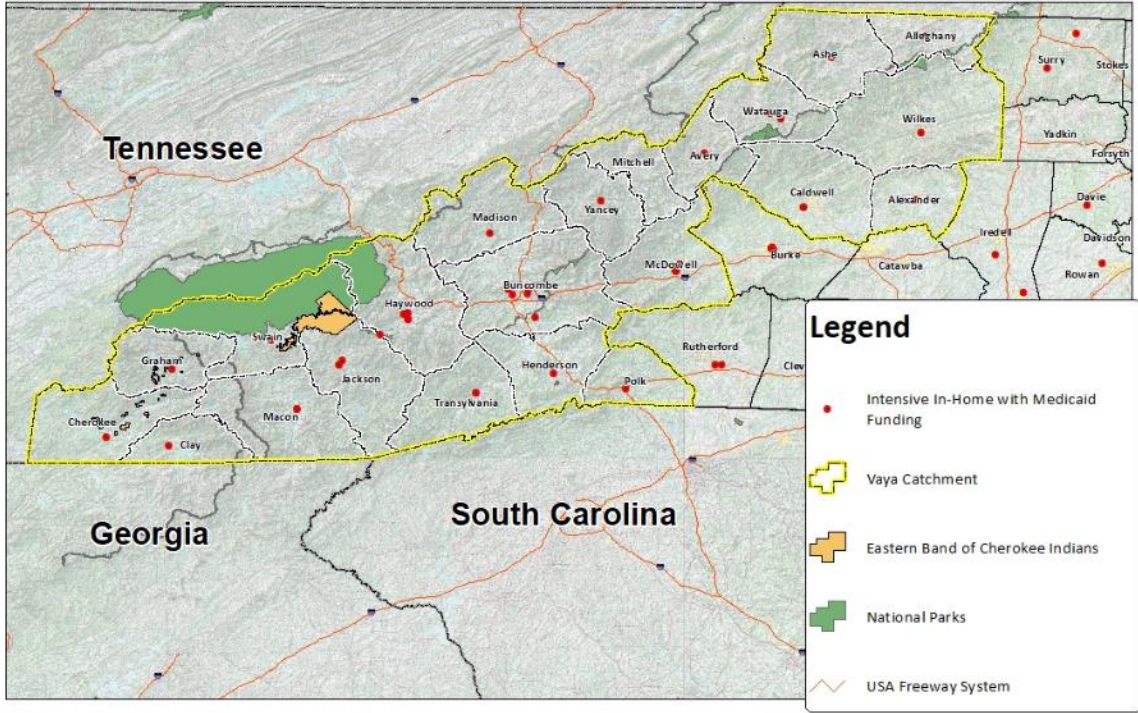 Alleghany
Ashe
Surry
Stokes
Watauga
Wilkes
Yadkin
Tennessee
Mitchell
Avery
Forsyth
Caldwell
Alexander
Davie
Yancey
Madison
Iredell
Davidson
McDowell
Burke
Catawba
Rowan
Buncombe
Haywood
Swain
Rutherford
Clev
Graham
Henderson
Jackson
Polk
Transylvania
Macon
Cherokee
Clay
Georgia
South Carolina
Legend
Intensive In-Home with Medicaid
Funding
Vaya Catchment
Eastern Band of Cherokee Indians
National Parks
USA Freeway System